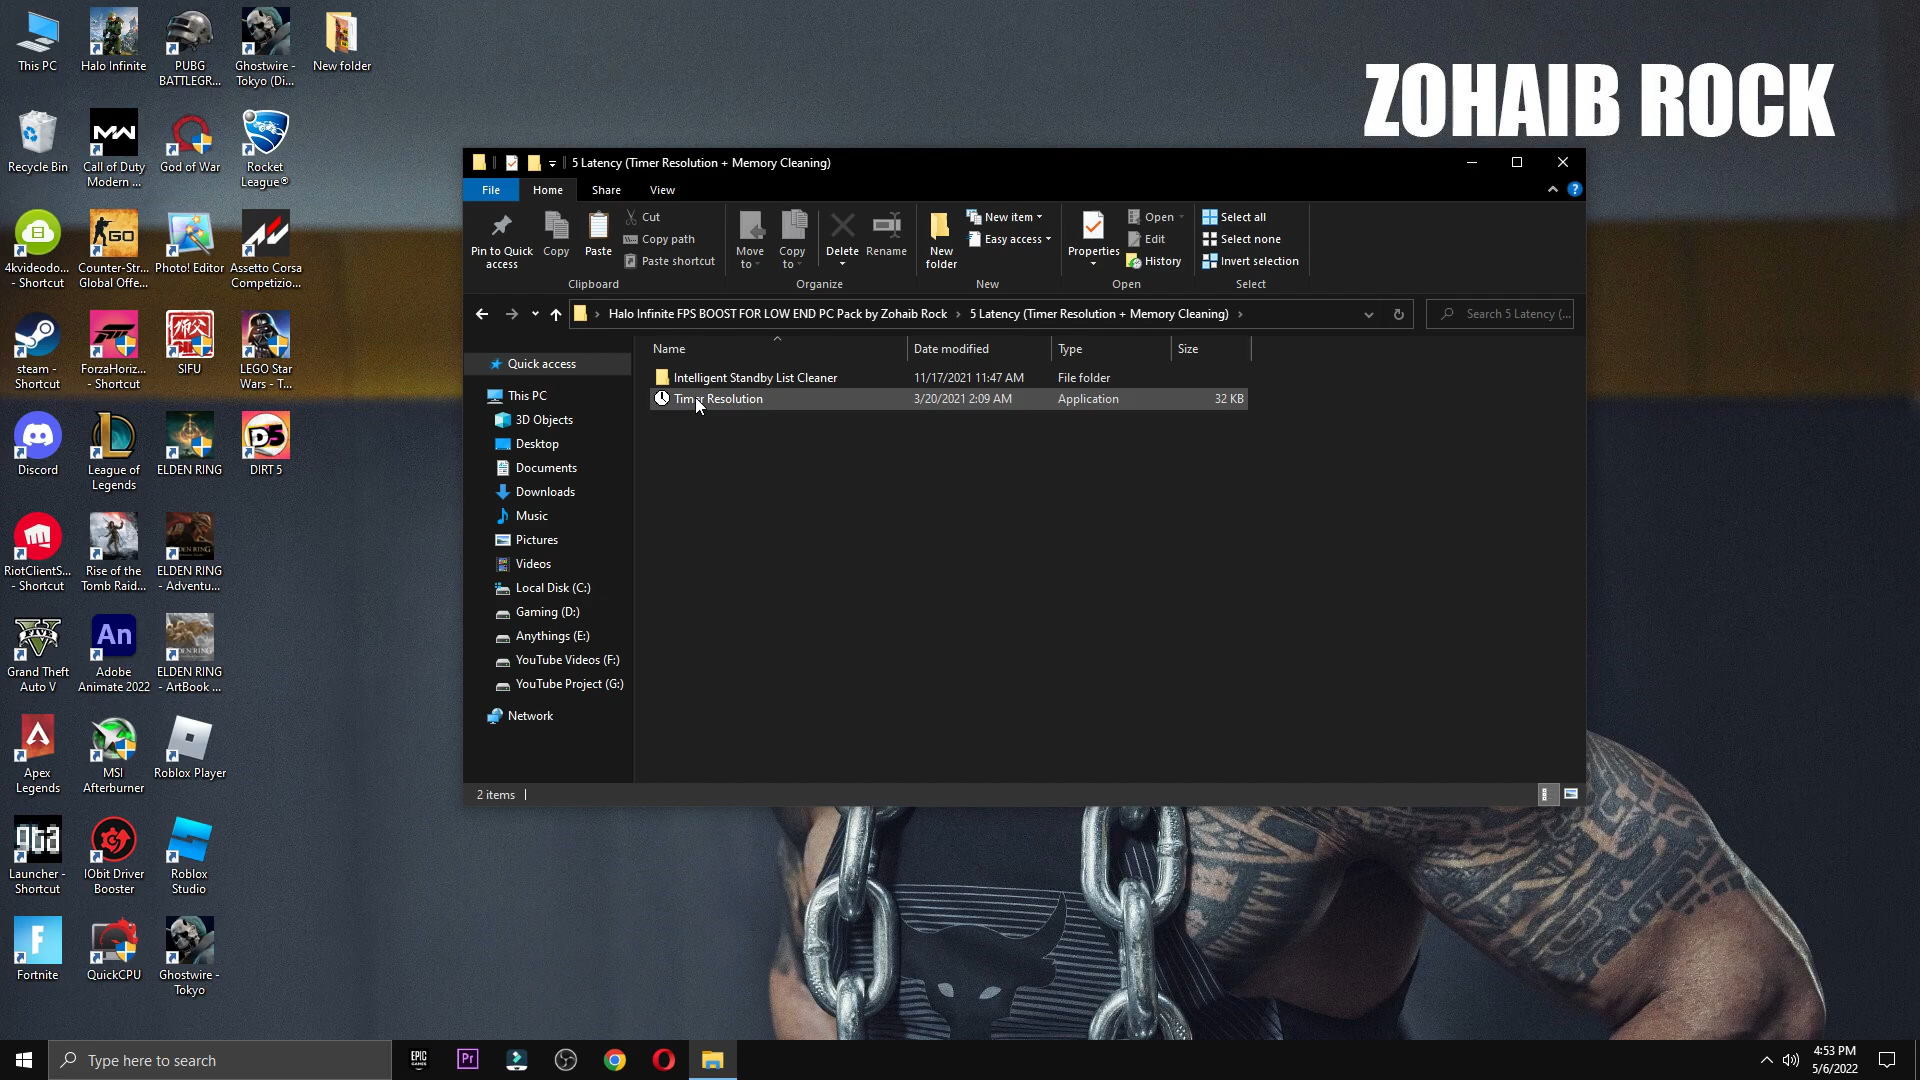 This PC
Halo Infinite
PUBG
BATTLEGR...
Ghostwire -
Tokyo (Di...
New folder
ZOHAIB ROCK
Recycle Bin
Call of Duty
Modern ...
God of War
Rocket
League®
4kvideodo...
- Shortcut
Counter-Str...
Global Offe...
Photo! Editor
Assetto Corsa
Competizio...
steam -
Shortcut
ForzaHoriz...
- Shortcut
SIFU
LEGO Star
Wars - T...
Discord
League of
Legends
ELDEN RING
DIRT 5
RiotClientS...
- Shortcut
Rise of the
Tomb Raid...
ELDEN RING
- Adventu...
Grand Theft
Auto V
Adobe
Animate 2022
ELDEN RING
- ArtBook ...
Apex
Legends
MSI
Afterburner
Roblox Player
Launcher -
Shortcut
IObit Driver
Booster
Roblox
Studio
Fortnite
QuickCPU
Ghostwire -
Tokyo
5 Latency (Timer Resolution + Memory Cleaning)
File
Home
Share
View
Pin to Quick
access
Copy
Paste
Cut
Copy path
Paste shortcut
Clipboard
Move
to
Copy
to
Delete
Rename
Organize
New
folder
New item
Easy access
New
Properties
Open
Edit
History
Open
Select all
Select none
Invert selection
Select
Halo Infinite FPS BOOST FOR LOW END PC Pack by Zohaib Rock
5 Latency (Timer Resolution + Memory Cleaning)
Search 5 Latency (...
Name
Date modified
Type
Size
Intelligent Standby List Cleaner
11/17/2021 11:47 AM
File folder
Timer Resolution
3/20/2021 2:09 AM
Application
32 KB
Quick access
This PC
3D Objects
Desktop
Documents
Downloads
Music
Pictures
Videos
Local Disk (C:)
Gaming (D:)
Anythings (E:)
YouTube Videos (F:)
YouTube Project (G:)
Network
2 items
Type here to search
4:53 PM
5/6/2022